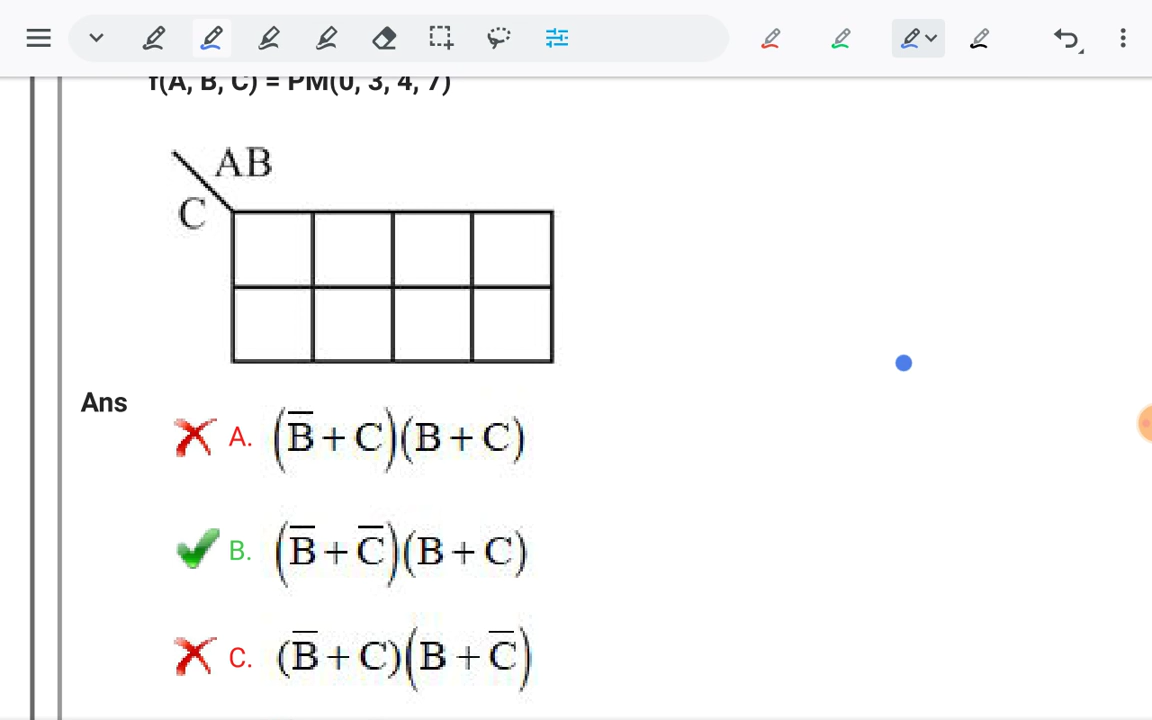 f(A, B, C) = PM(0, 3, 4, 7)
AB
C
Ans
A. (B̅ + C)(B + C)
B. (B̅ + C̅)(B + C)
C. (B̅ + C)(B + C̅)